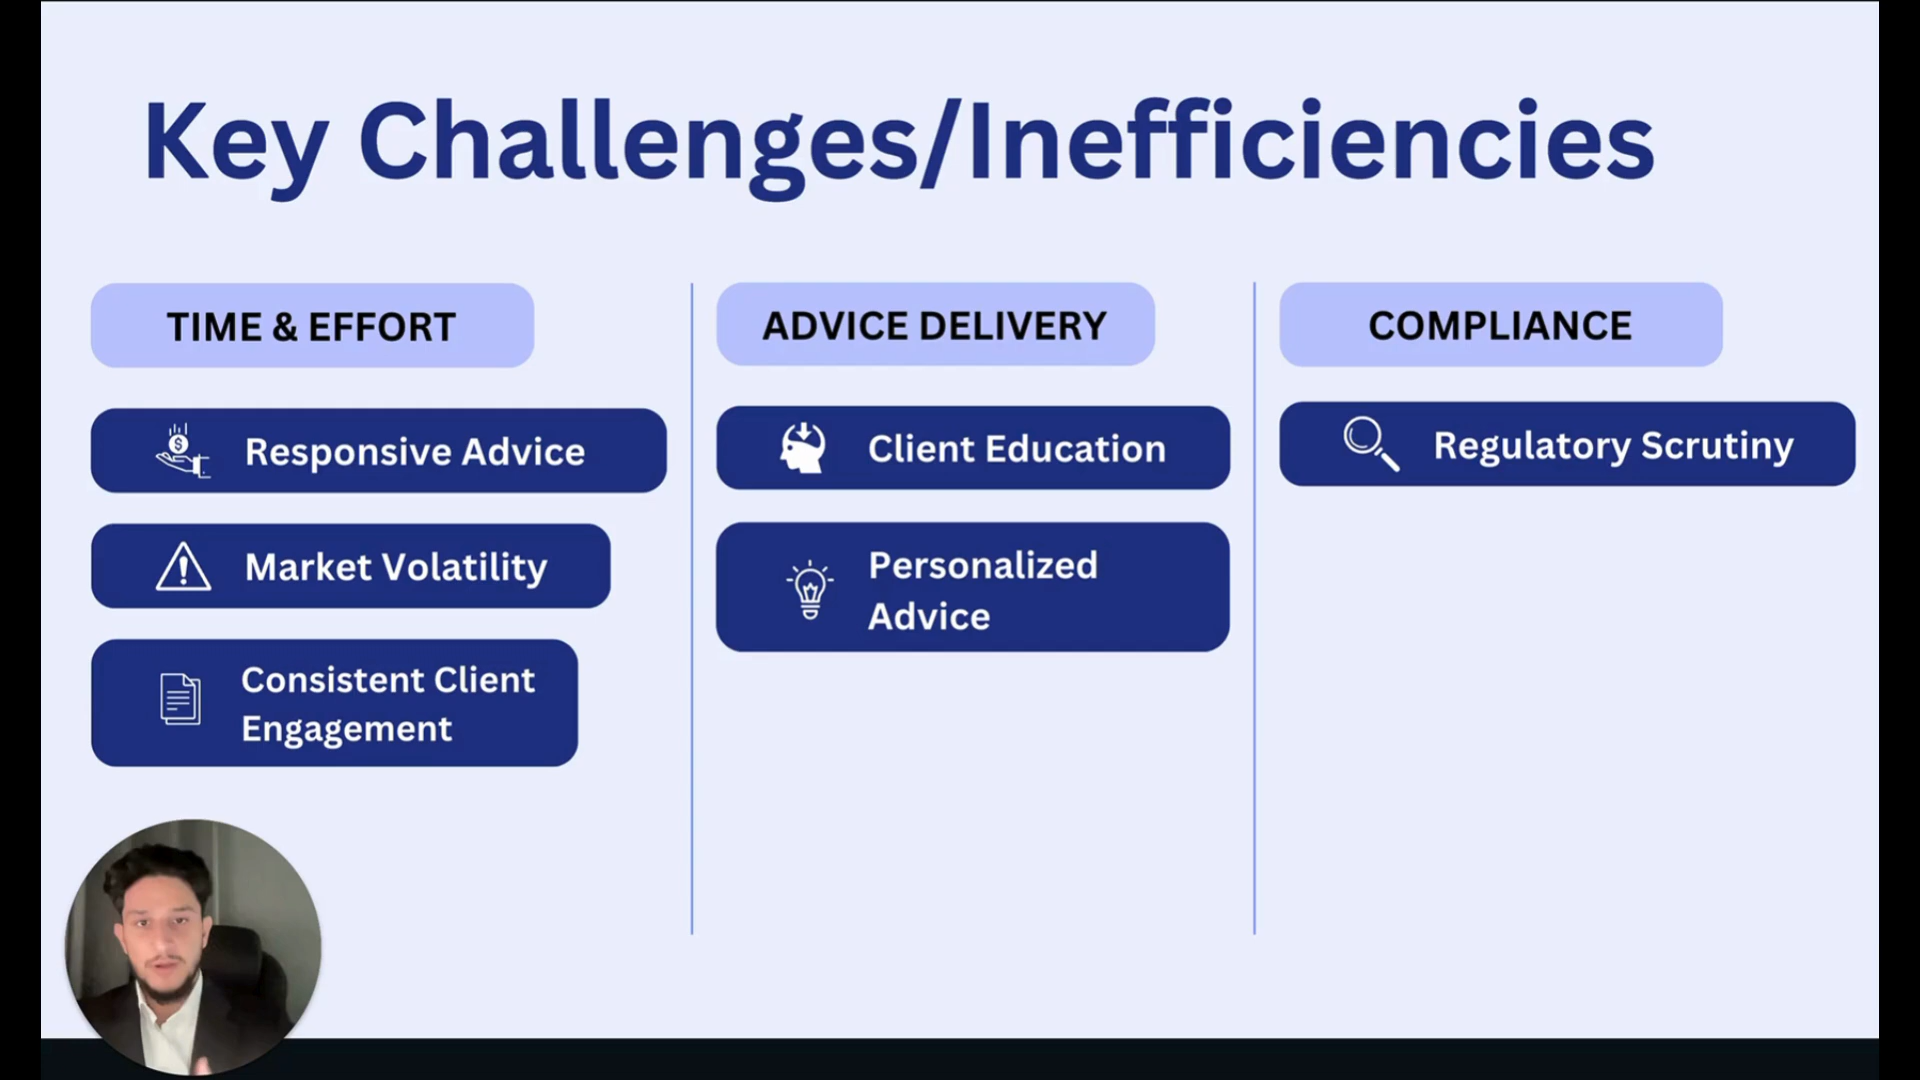 Key Challenges/Inefficiencies
TIME & EFFORT
Responsive Advice
Market Volatility
Consistent Client
Engagement
ADVICE DELIVERY
Client Education
Personalized
Advice
COMPLIANCE
Regulatory Scrutiny